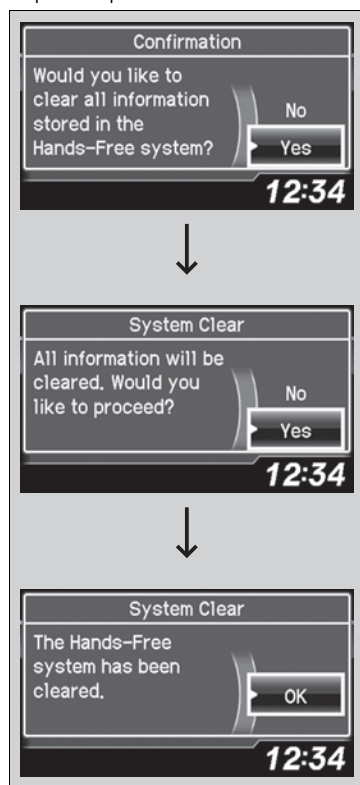 Confirmation
Would you like to
clear all information
stored in the
Hands-Free system?
No
Yes
12:34
System Clear
All information will be
cleared. Would you
like to proceed?
No
Yes
12:34
System Clear
The Hands-Free
system has been
cleared.
OK
12:34